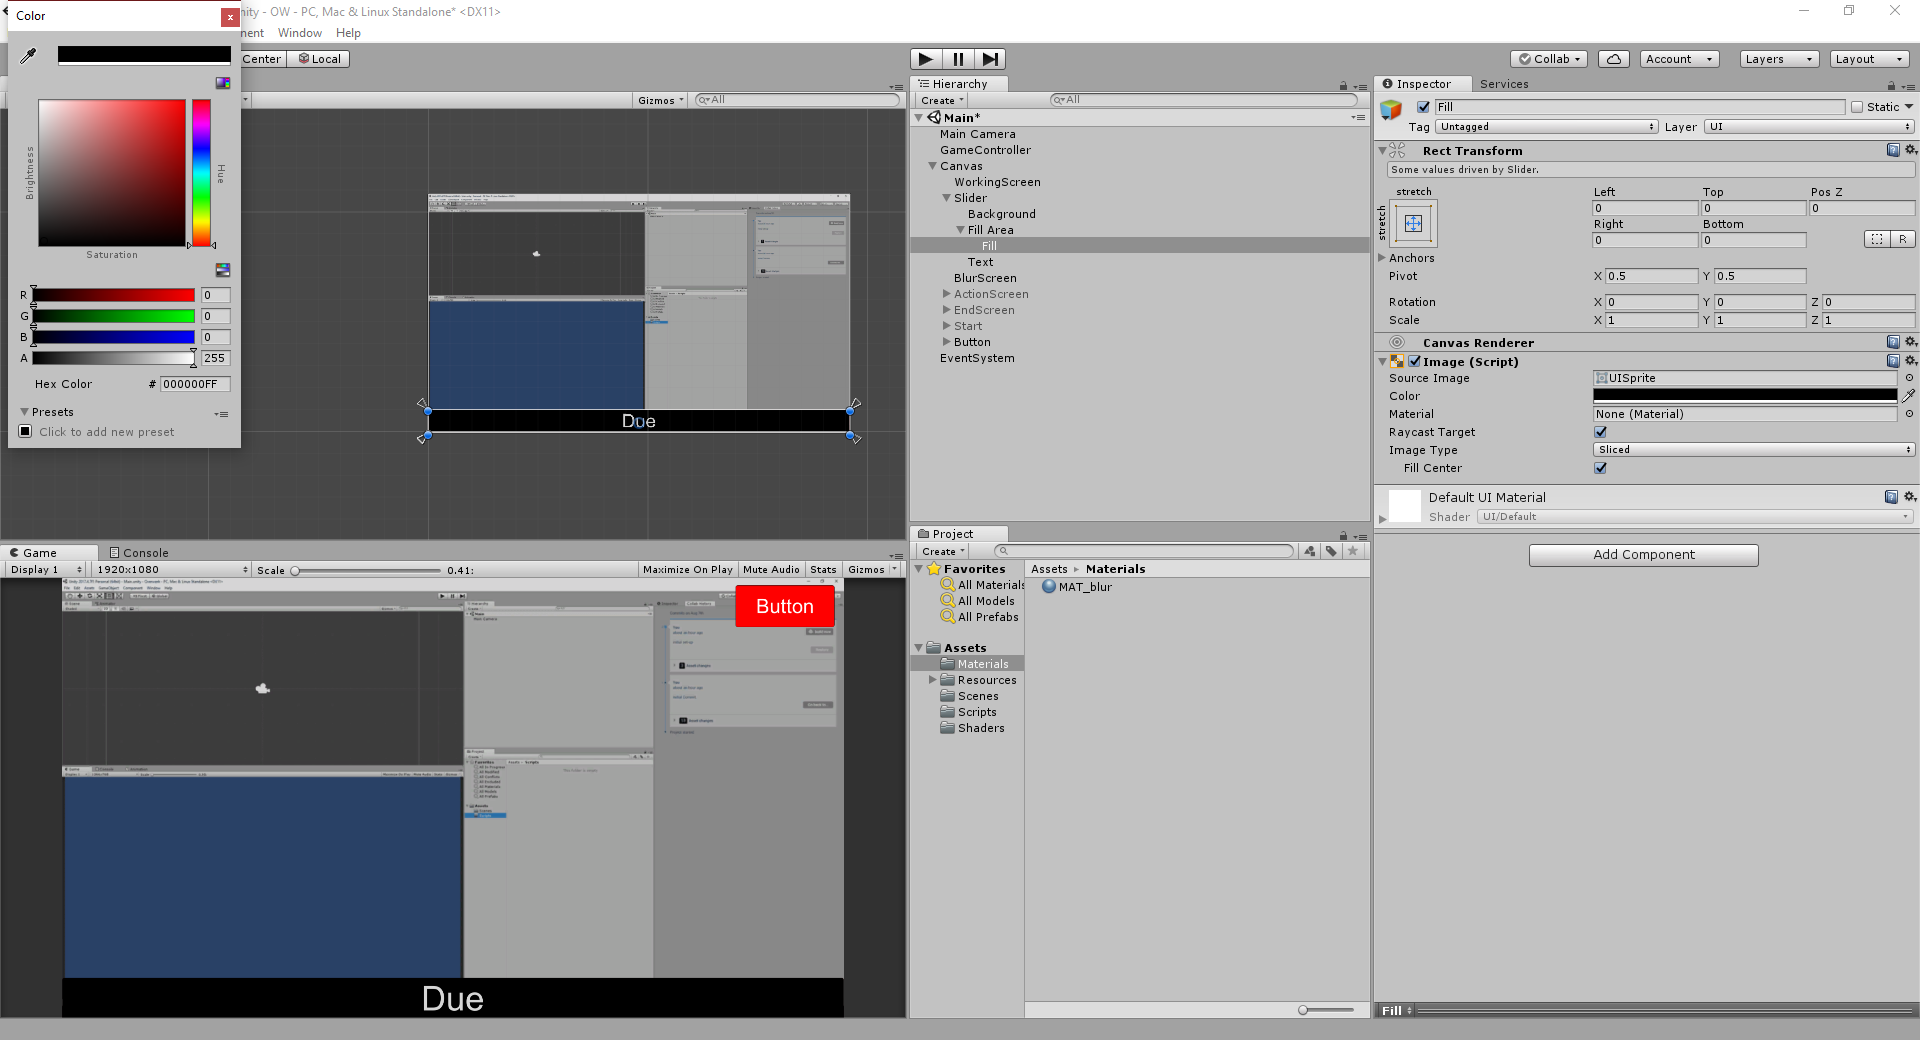 Color
nity - OW - PC, Mac & Linux Standalone* <DX11>
nent Window Help
Center Local
Collab Account Layers Layout
Brightness
Hue
Saturation
R 0
G 0
B 0
A 255
Hex Color # 000000FF
Presets
Click to add new preset
Gizmos All
Due
Hierarchy
Create All
Main*
Main Camera
GameController
Canvas
WorkingScreen
Slider
Background
Fill Area
Fill
Text
BlurScreen
ActionScreen
EndScreen
Start
Button
EventSystem
Inspector Services
Fill Static
Tag Untagged Layer UI
Rect Transform
Some values driven by Slider.
stretch
stretch
Left Top Pos Z
0 0 0
Right Bottom
0 0 R
Anchors
Pivot X 0.5 Y 0.5
Rotation X 0 Y 0 Z 0
Scale X 1 Y 1 Z 1
Canvas Renderer
Image (Script)
Source Image UISprite
Color
Material None (Material)
Raycast Target
Image Type Sliced
Fill Center
Default UI Material
Shader UI/Default
Add Component
Fill
Game Console
Display 1 1920x1080 Scale 0.41: Maximize On Play Mute Audio Stats Gizmos
Button
Due
Project
Create
Favorites
All Materials
All Models
All Prefabs
Assets
Materials
Resources
Scenes
Scripts
Shaders
Assets Materials
MAT_blur